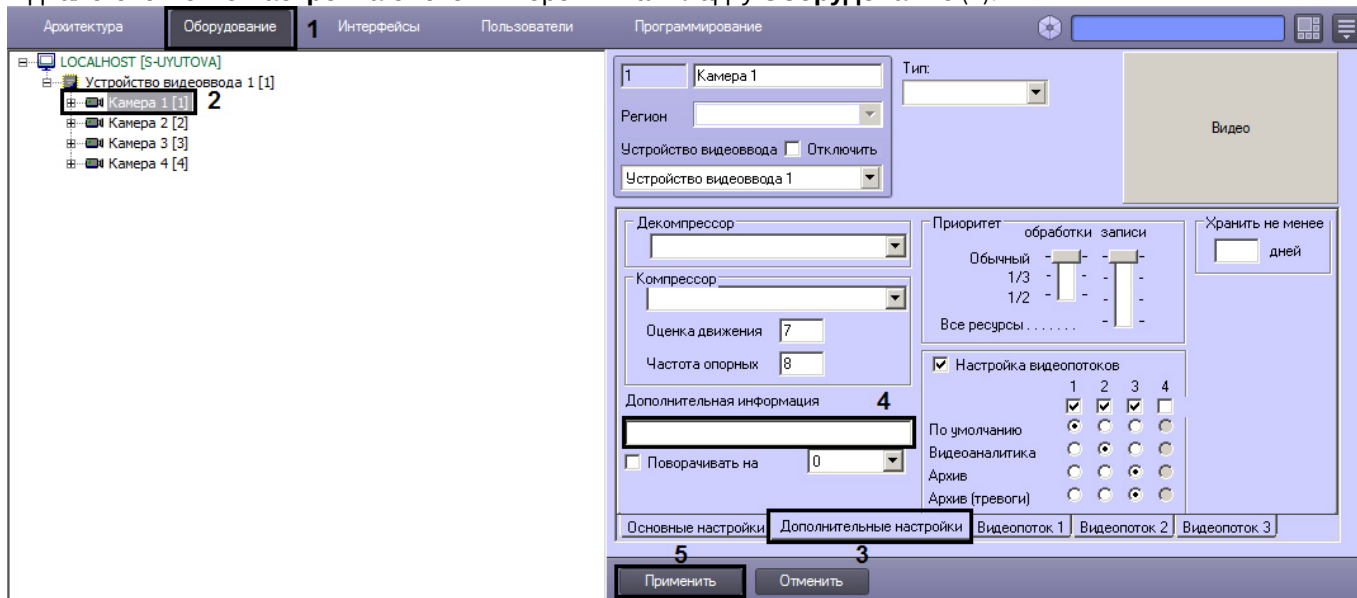 Архитектура Оборудование 1 Интерфейсы Пользователи Программирование
LOCALHOST [S-UYUTOVA]
Устройство видеоввода 1 [1]
Камера 1 [1] 2
Камера 2 [2]
Камера 3 [3]
Камера 4 [4]
1 Камера 1
Тип:
Регион
Устройство видеоввода Отключить
Устройство видеоввода 1
Видео
Декомпрессор
Компрессор
Оценка движения 7
Частота опорных 8
Дополнительная информация 4
Поворачивать на 0
Приоритет
обработки записи
Обычный
1/3
1/2
Все ресурсы . . . . . . .
Хранить не менее
дней
Настройка видеопотоков
1 2 3 4
По умолчанию
Видеоаналитика
Архив
Архив (тревоги)
Основные настройки Дополнительные настройки Видеопоток 1 Видеопоток 2 Видеопоток 3
5 3
Применить Отменить